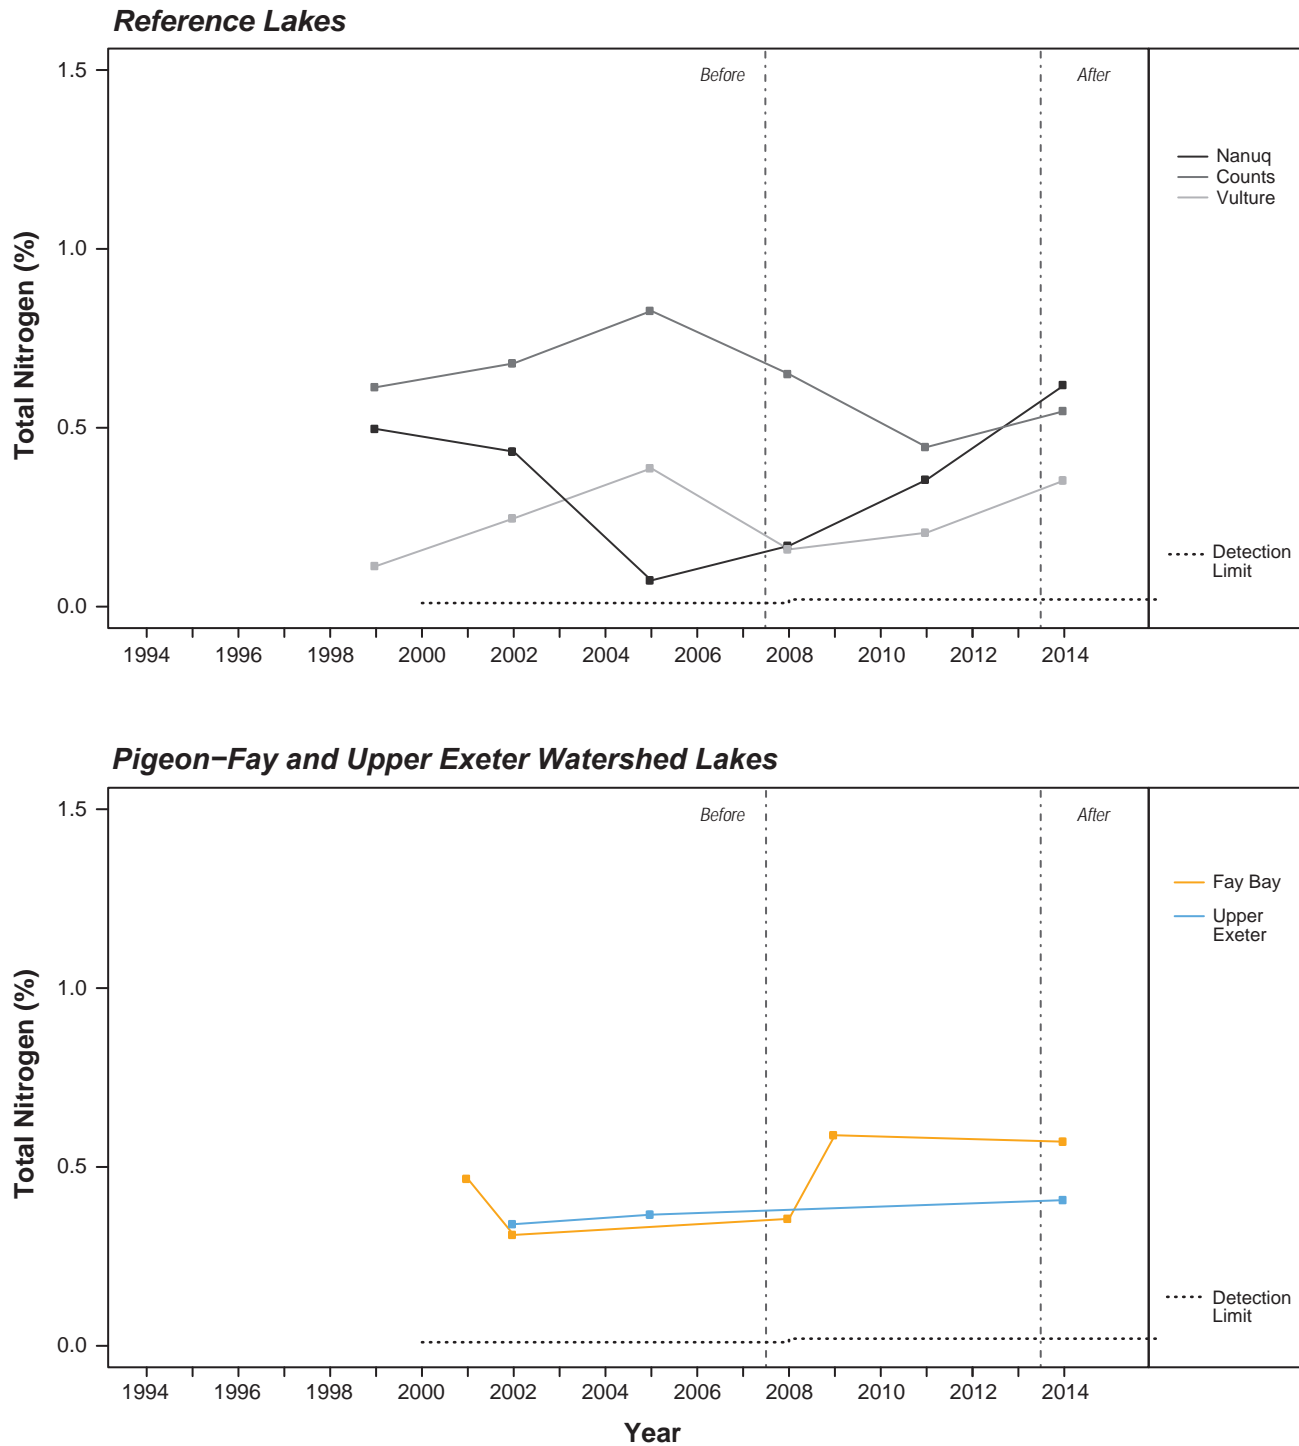 Reference Lakes
1.5
Before
After
Nanuq
Counts
Vulture
1.0
Total Nitrogen (%)
0.5
Detection
Limit
0.0
1994 1996 1998 2000 2002 2004 2006 2008 2010 2012 2014
Pigeon−Fay and Upper Exeter Watershed Lakes
1.5
Before
After
Fay Bay
Upper
Exeter
1.0
Total Nitrogen (%)
0.5
Detection
Limit
0.0
1994 1996 1998 2000 2002 2004 2006 2008 2010 2012 2014
Year